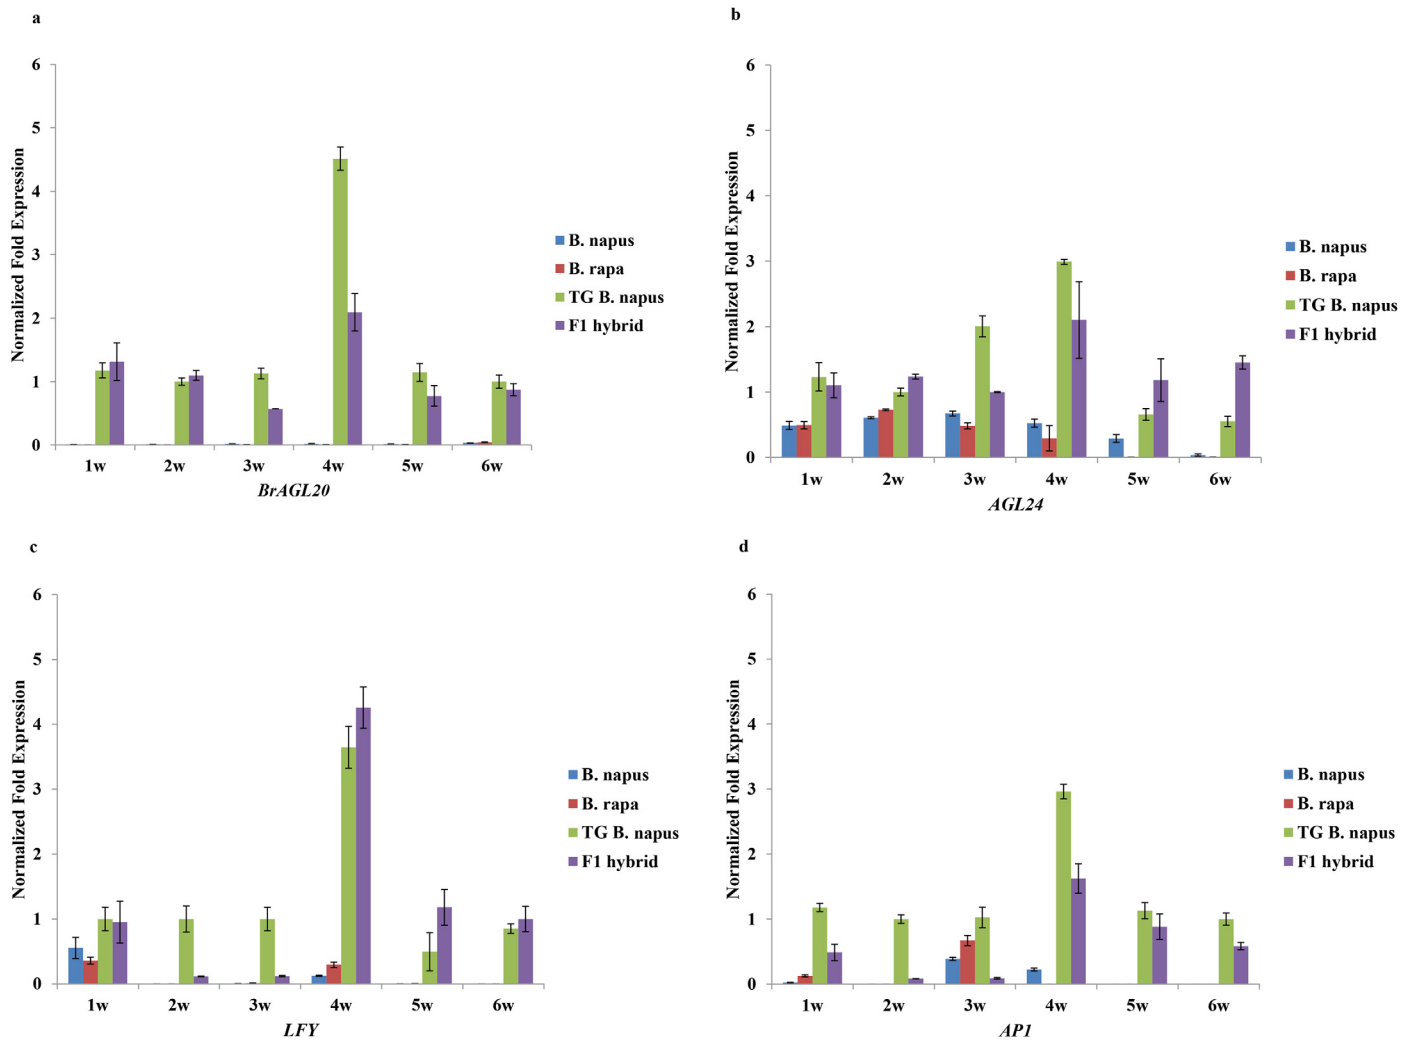 a
Normalized Fold Expression
6
5
4
3
2
1
0
1w 2w 3w 4w 5w 6w
BrAGL20
B. napus
B. rapa
TG B. napus
F1 hybrid
b
Normalized Fold Expression
6
5
4
3
2
1
0
1w 2w 3w 4w 5w 6w
AGL24
B. napus
B. rapa
TG B. napus
F1 hybrid
c
Normalized Fold Expression
6
5
4
3
2
1
0
1w 2w 3w 4w 5w 6w
LFY
B. napus
B. rapa
TG B. napus
F1 hybrid
d
Normalized Fold Expression
6
5
4
3
2
1
0
1w 2w 3w 4w 5w 6w
AP1
B. napus
B. rapa
TG B. napus
F1 hybrid